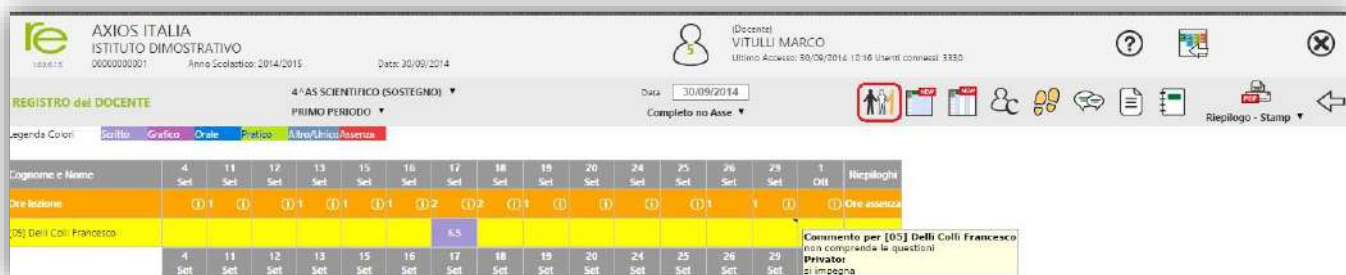 re
AXIOS ITALIA
ISTITUTO DIMOSTRATIVO
00000000001 Anno Scolastico: 2014/2015 Data: 30/09/2014
5
(Docente)
VITULLI MARCO
Ultimo Accesso: 30/09/2014 10:16 Utenti connessi: 3330
?
REGISTRO del DOCENTE
4^AS SCIENTIFICO (SOSTEGNO)
PRIMO PERIODO
Data 30/09/2014
Completo no Asse
NEW NEW
PDF
Riepilogo - Stamp
Legenda Colori Scritto Grafico Orale Pratico Altro/Unico Assenza
Cognome e Nome 4 Set 11 Set 12 Set 13 Set 15 Set 16 Set 17 Set 18 Set 19 Set 20 Set 24 Set 25 Set 26 Set 29 Set 1 Ott Riepiloghi
Ore lezione Ore assenza
[05] Delli Colli Francesco 6.5
4 Set 11 Set 12 Set 13 Set 15 Set 16 Set 17 Set 18 Set 19 Set 20 Set 24 Set 25 Set 26 Set 29 Set
Commento per [05] Delli Colli Francesco
non comprende le questioni
Privato:
si impegna